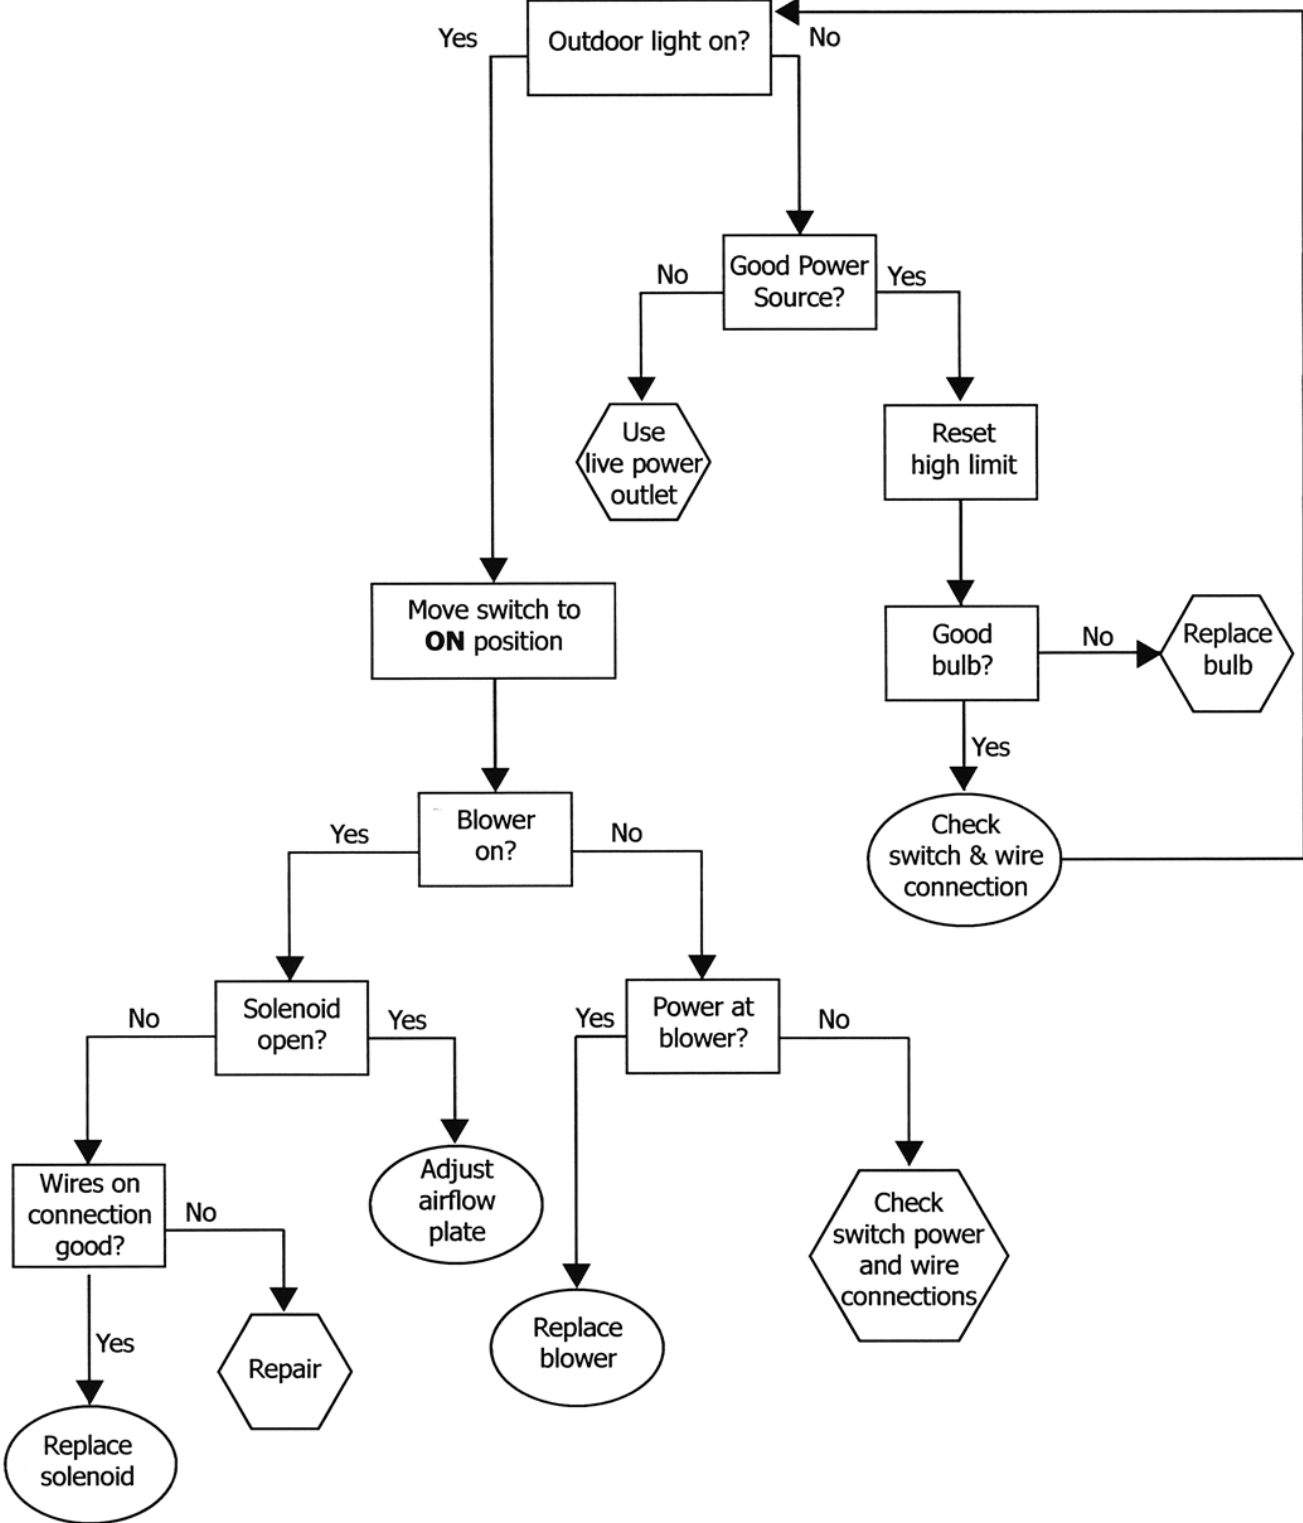 Outdoor light on?
Yes
No
Good Power
Source?
No
Yes
Use
live power
outlet
Reset
high limit
Move switch to
ON position
Good
bulb?
No
Replace
bulb
Yes
Blower
on?
Yes
No
Check
switch & wire
connection
Solenoid
open?
No
Yes
Power at
blower?
Yes
No
Wires on
connection
good?
No
Adjust
airflow
plate
Check
switch power
and wire
connections
Yes
Repair
Replace
blower
Replace
solenoid